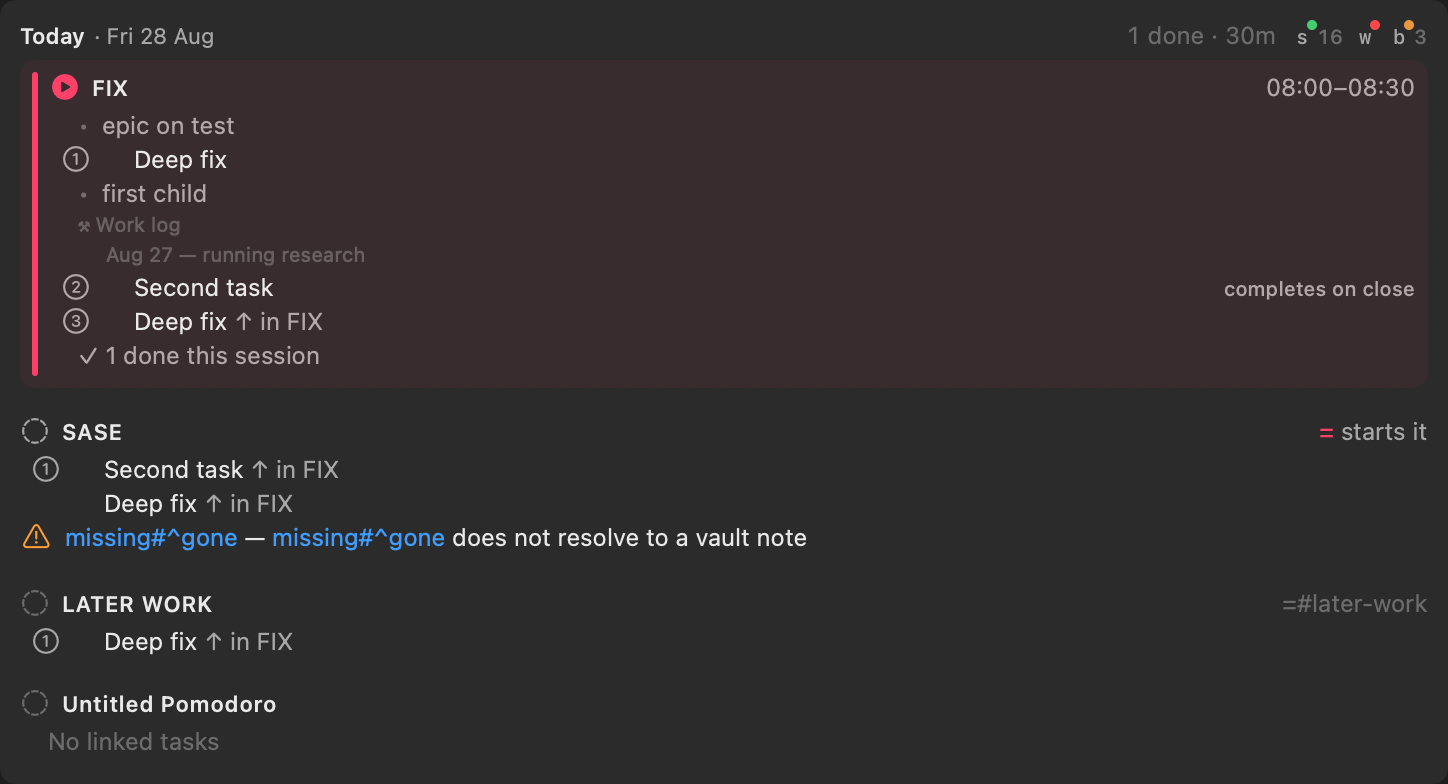 Today · Fri 28 Aug 1 done · 30m s 16 w b 3
FIX 08:00–08:30
• epic on test
1 Deep fix
• first child
⚒ Work log
Aug 27 — running research
2 Second task completes on close
3 Deep fix ↑ in FIX
✓ 1 done this session
SASE = starts it
1 Second task ↑ in FIX
Deep fix ↑ in FIX
missing#^gone — missing#^gone does not resolve to a vault note
LATER WORK =#later-work
1 Deep fix ↑ in FIX
Untitled Pomodoro
No linked tasks